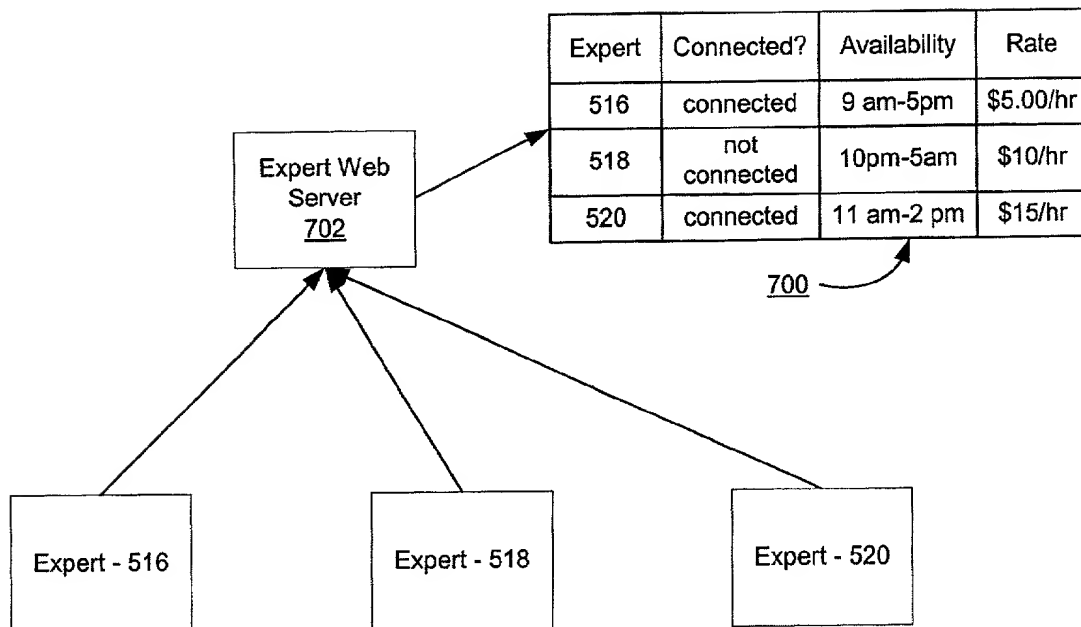 Expert Connected? Availability Rate
516 connected 9 am-5pm $5.00/hr
518 not connected 10pm-5am $10/hr
520 connected 11 am-2 pm $15/hr
700
Expert Web
Server
702
Expert - 516
Expert - 518
Expert - 520